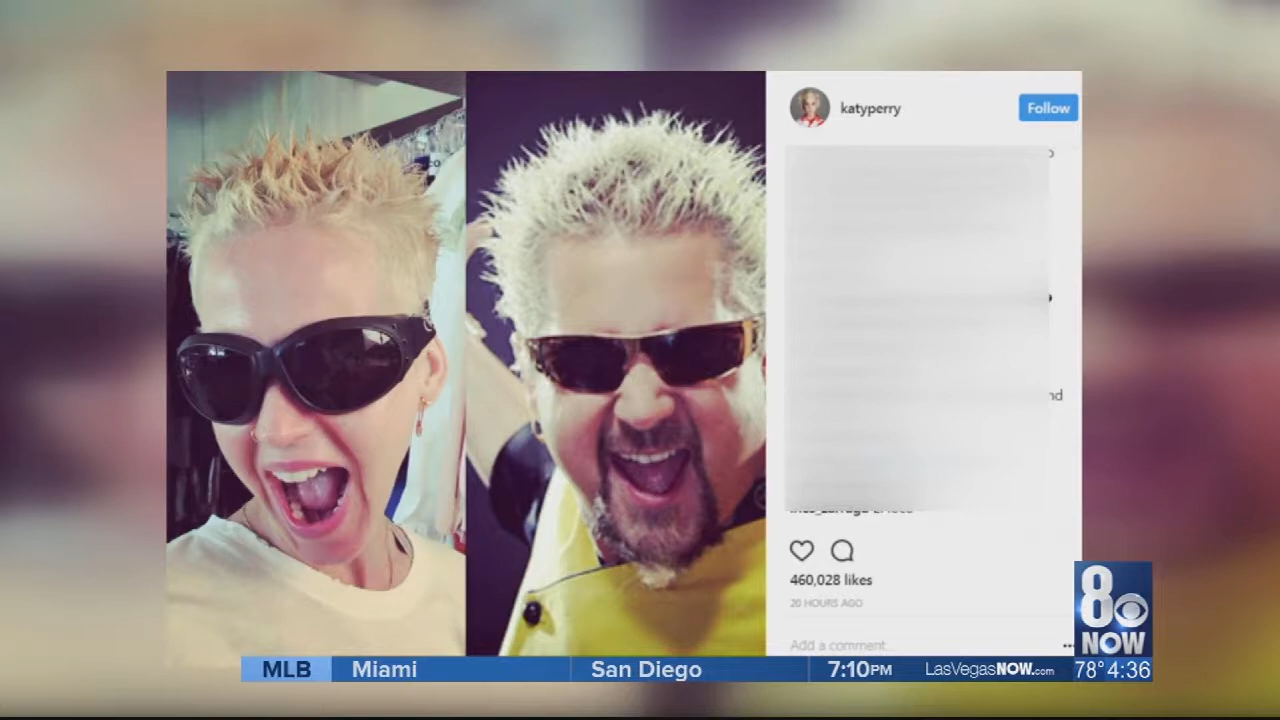 katyperry
Follow
nd
460,028 likes
20 HOURS AGO
Add a comment...
8
NOW
MLB Miami San Diego 7:10PM LasVegasNOW.com 78° 4:36